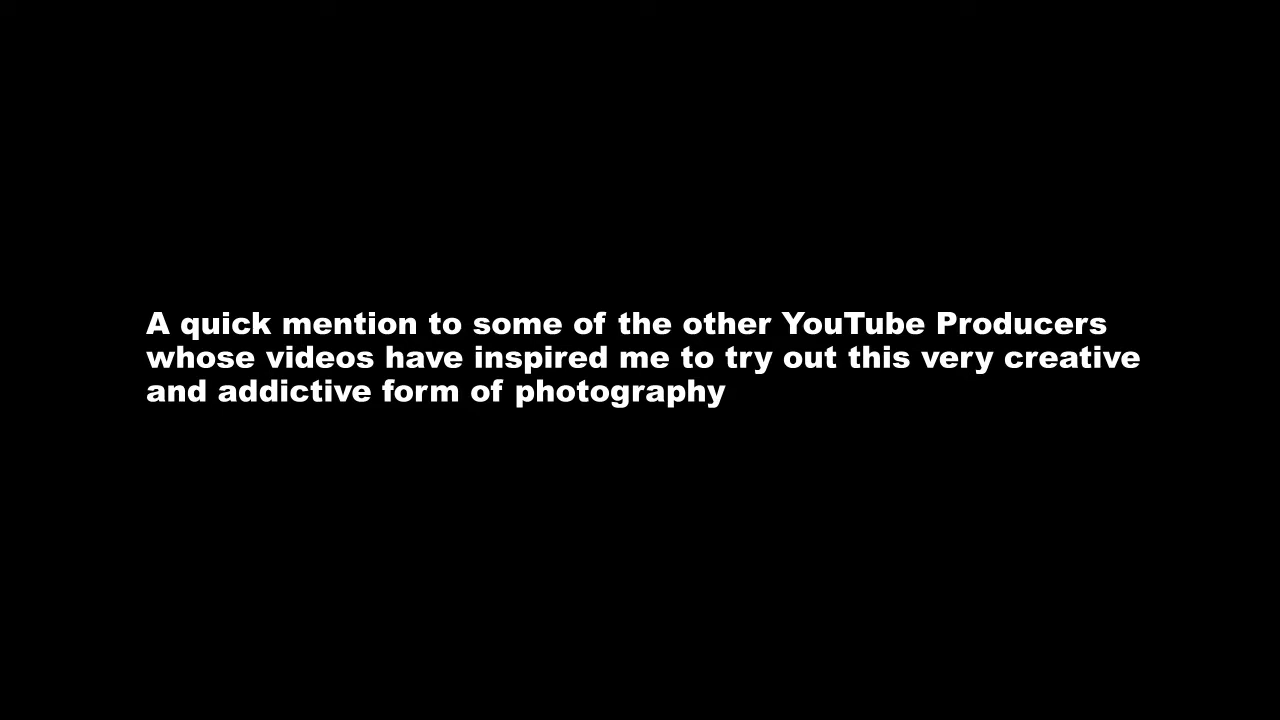 A quick mention to some of the other YouTube Producers
whose videos have inspired me to try out this very creative
and addictive form of photography